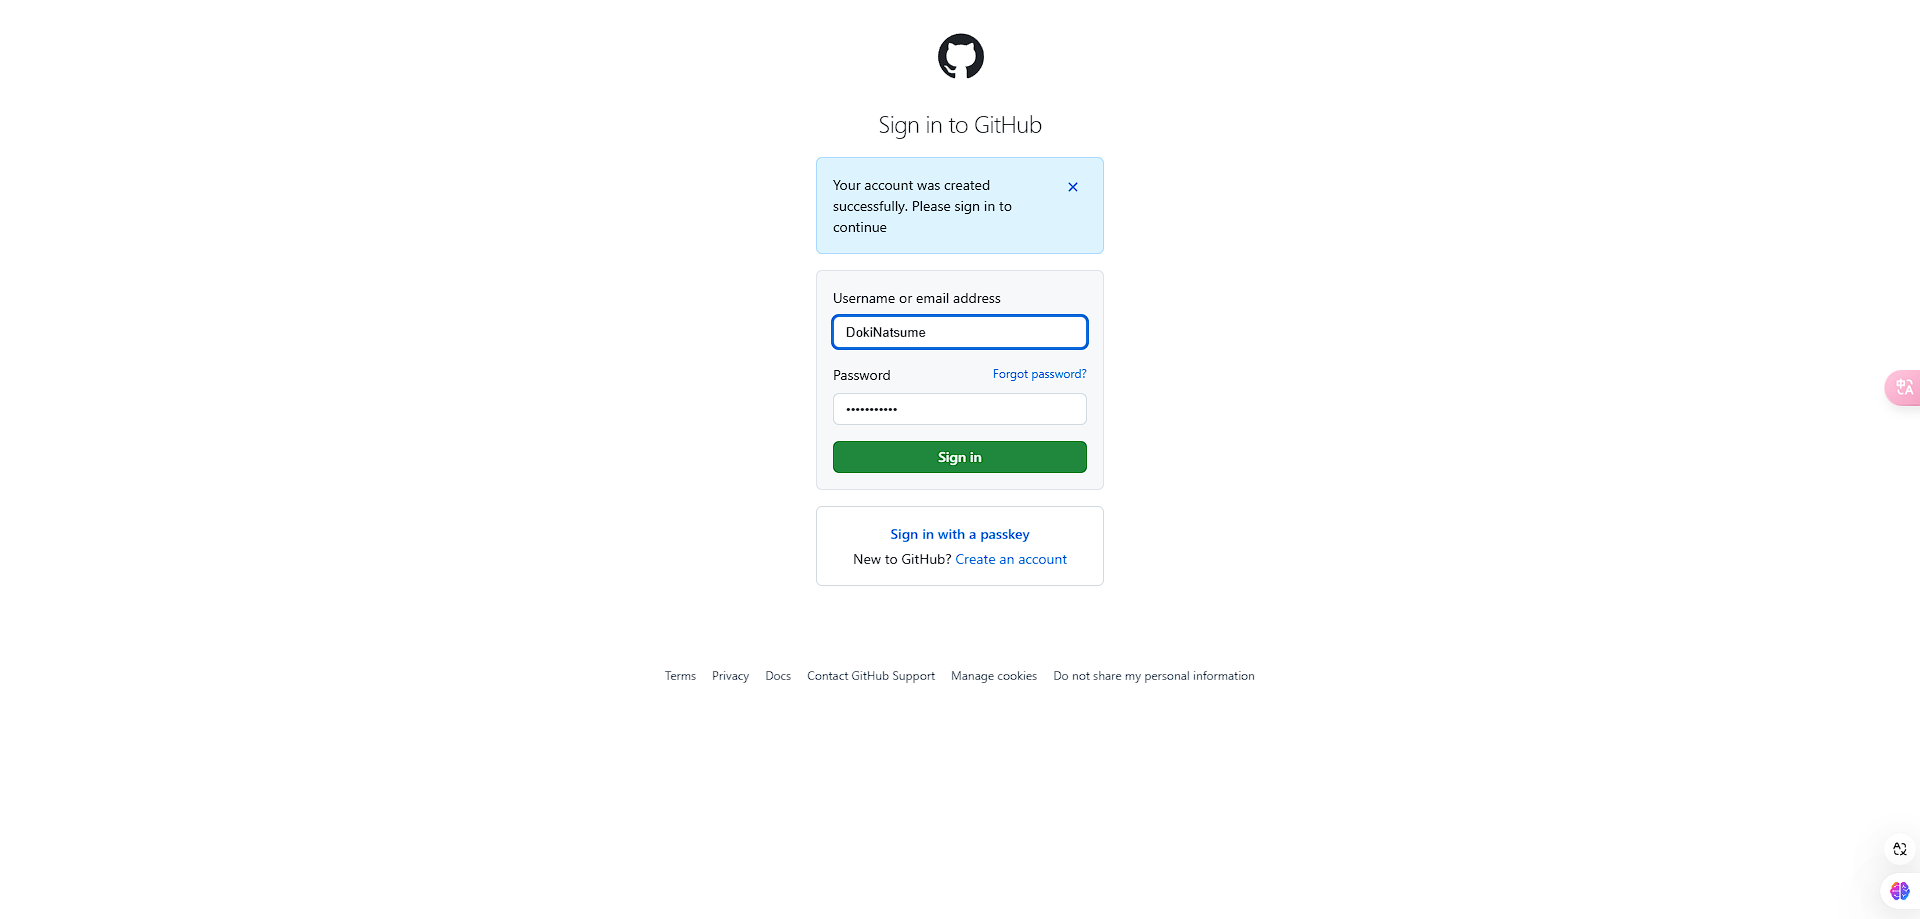 Sign in to GitHub
Your account was created
successfully. Please sign in to
continue
Username or email address
DokiNatsume
Password
Forgot password?
•••••••••••
Sign in
Sign in with a passkey
New to GitHub? Create an account
Terms Privacy Docs Contact GitHub Support Manage cookies Do not share my personal information